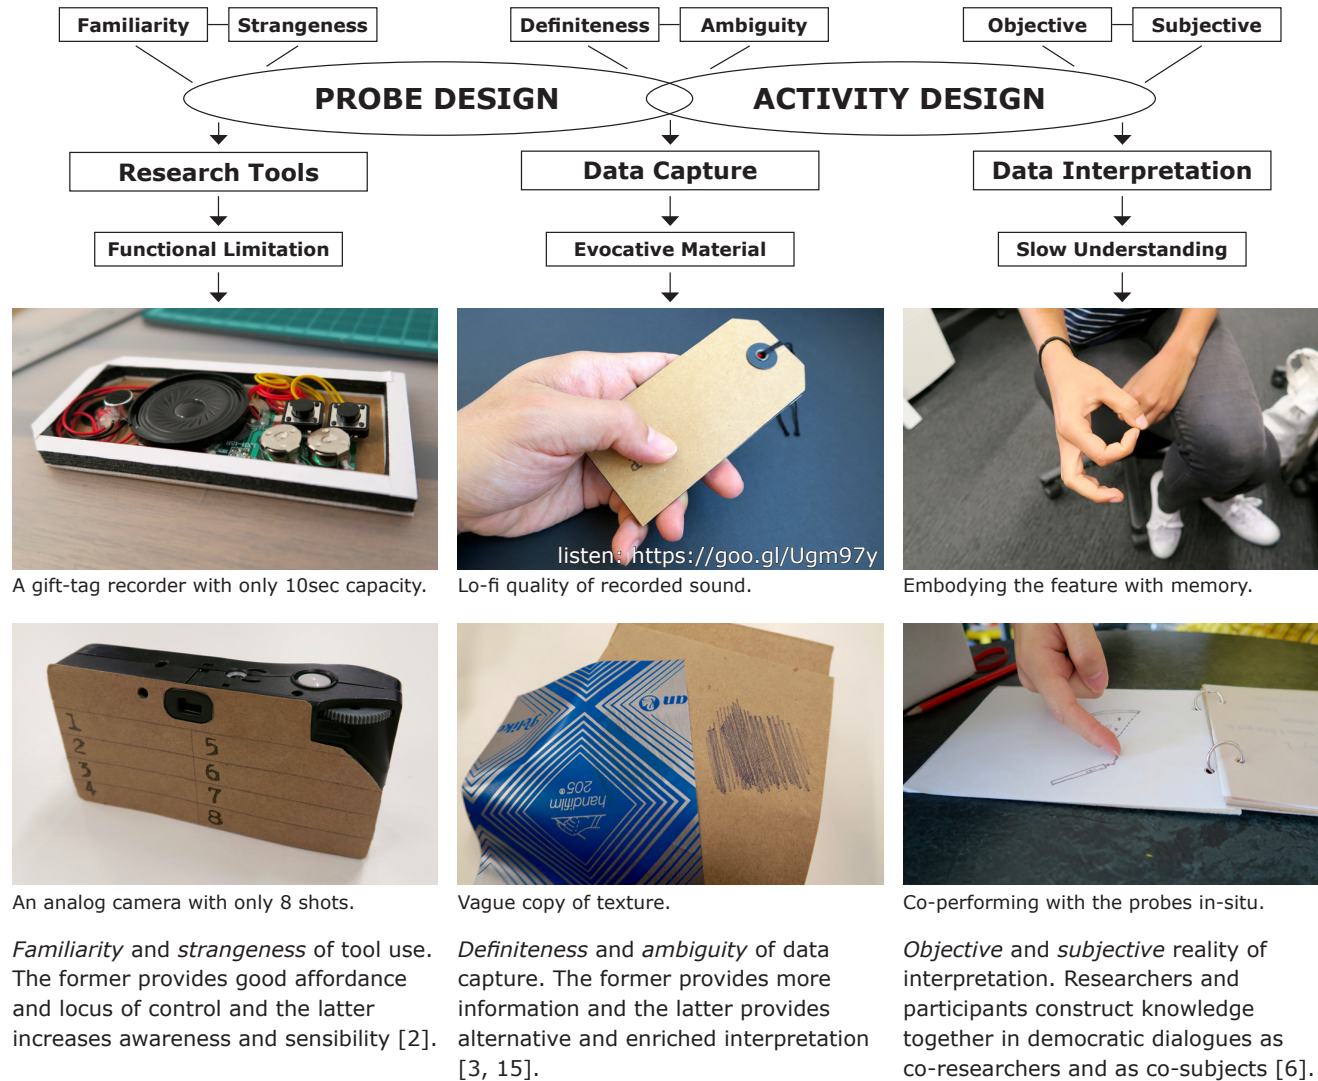 Familiarity
Strangeness
Definiteness
Ambiguity
Objective
Subjective
PROBE DESIGN
ACTIVITY DESIGN
Research Tools
Data Capture
Data Interpretation
Functional Limitation
Evocative Material
Slow Understanding
listen: https://goo.gl/Ugm97y
A gift-tag recorder with only 10sec capacity.
Lo-fi quality of recorded sound.
Embodying the feature with memory.
1
2
3
4
5
6
7
8
handifilm
205®
An analog camera with only 8 shots.
Vague copy of texture.
Co-performing with the probes in-situ.
Familiarity and strangeness of tool use.
The former provides good affordance
and locus of control and the latter
increases awareness and sensibility [2].
Definiteness and ambiguity of data
capture. The former provides more
information and the latter provides
alternative and enriched interpretation
[3, 15].
Objective and subjective reality of
interpretation. Researchers and
participants construct knowledge
together in democratic dialogues as
co-researchers and as co-subjects [6].